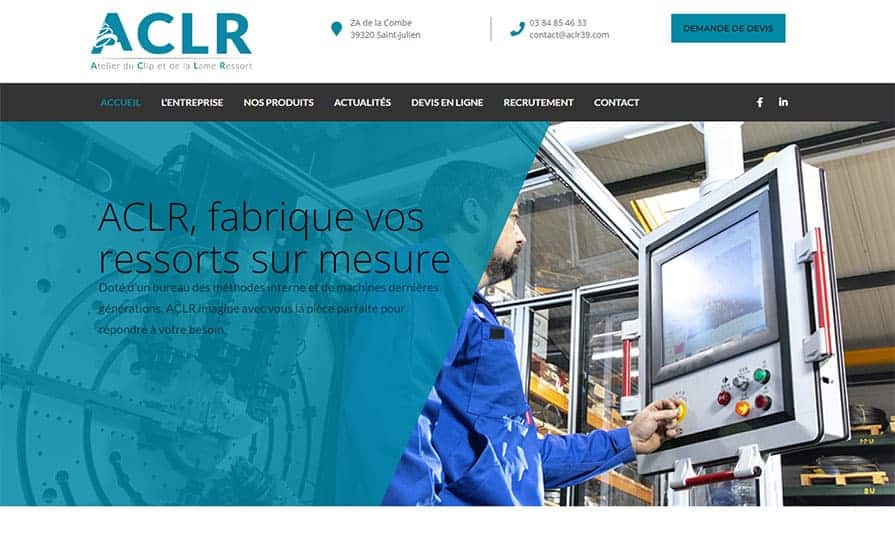 ACLR
Atelier du Clip et de la Lame Ressort
ZA de la Combe
39320 Saint-Julien
03 84 85 46 33
contact@aclr39.com
DEMANDE DE DEVIS
ACCUEIL L'ENTREPRISE NOS PRODUITS ACTUALITÉS DEVIS EN LIGNE RECRUTEMENT CONTACT
ACLR, fabrique vos
ressorts sur mesure
Doté d'un bureau des méthodes interne et de machines dernières
générations, ACLR imagine avec vous la pièce parfaite pour
répondre à votre besoin.